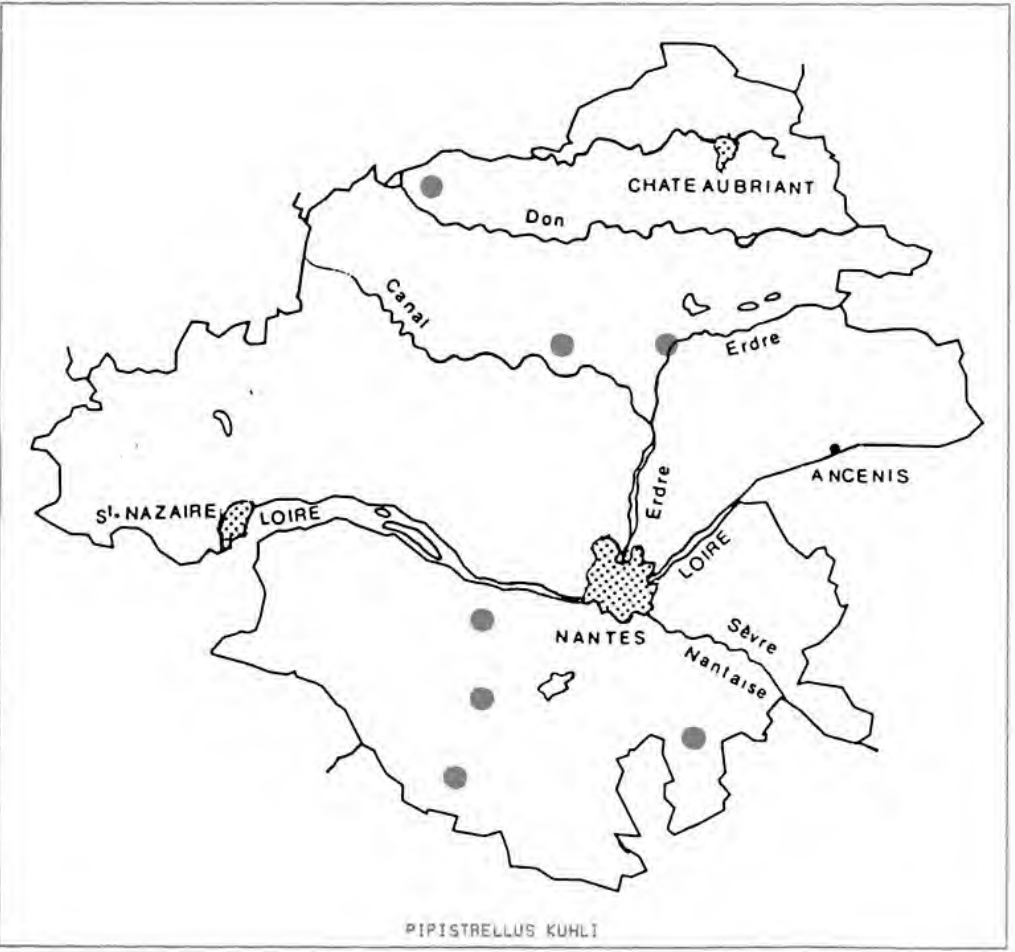 CHATEAUBRIANT
Don
Canal
Erdre
ANCENIS
Erdre
St. NAZAIRE
LOIRE
LOIRE
NANTES
Sèvre
Nantaise
PIPISTRELLUS KUHLI